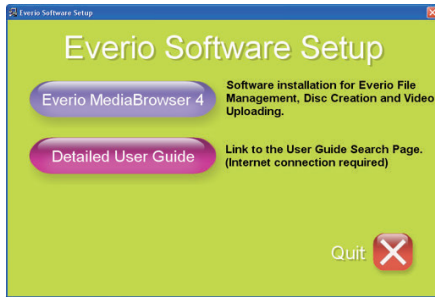 Everio Software Setup
Everio Software Setup
Everio MediaBrowser 4
Software installation for Everio File
Management, Disc Creation and Video
Uploading.
Detailed User Guide
Link to the User Guide Search Page.
(Internet connection required)
Quit